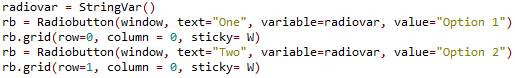 radiovar = StringVar()
rb = Radiobutton(window, text="One", variable=radiovar, value="Option 1")
rb.grid(row=0, column = 0, sticky= W)
rb = Radiobutton(window, text="Two", variable=radiovar, value="Option 2")
rb.grid(row=1, column = 0, sticky= W)